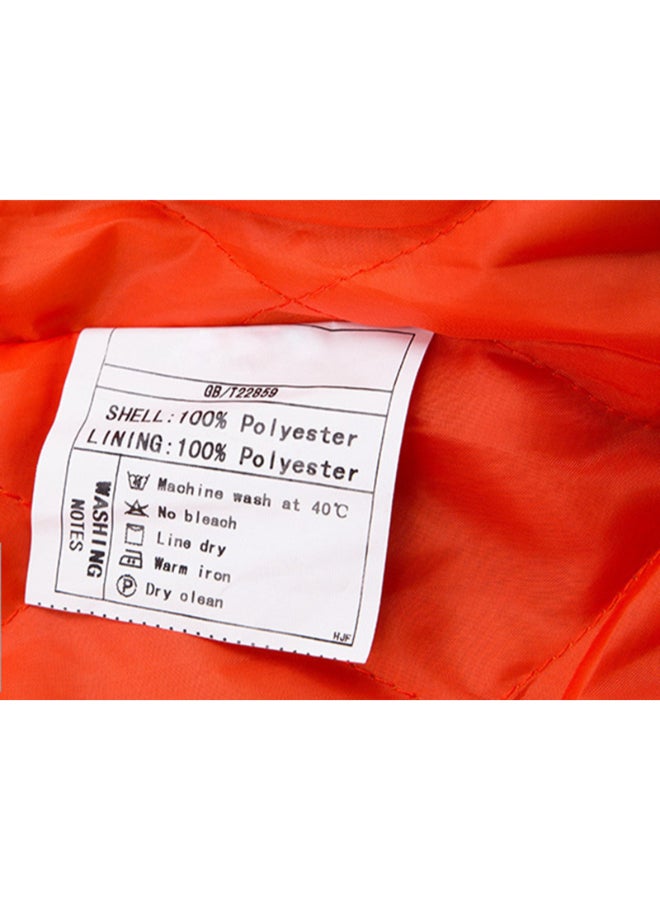 GB/T22859
SHELL:100% Polyester
LINING:100% Polyester
WASHING
NOTES
Machine wash at 40℃
No bleach
Line dry
Warm iron
P Dry clean
HJF